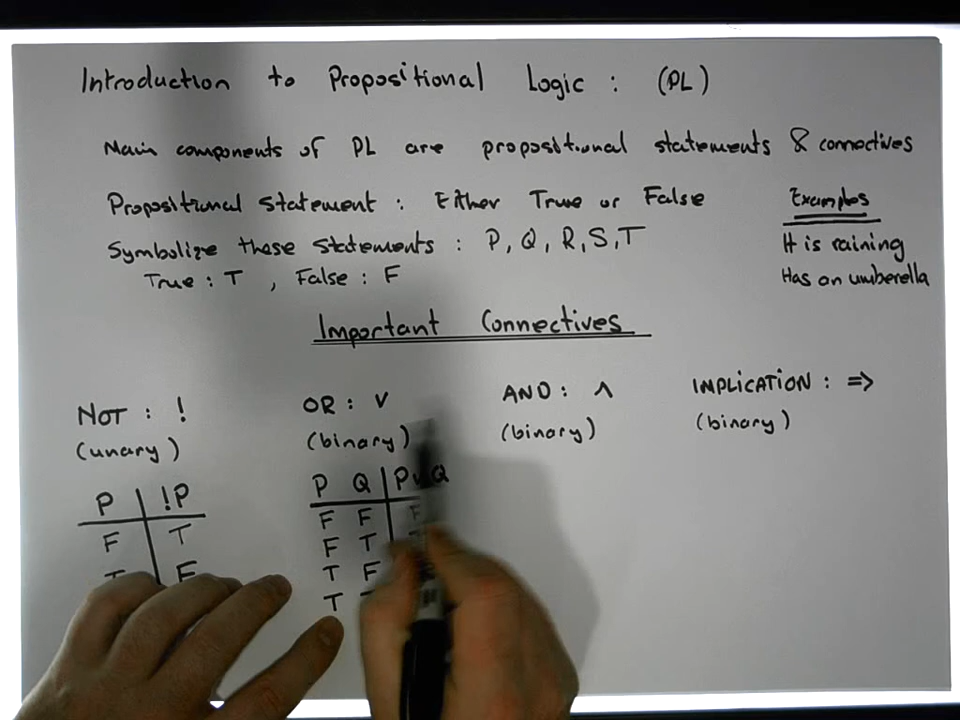 Introduction to Propositional Logic : (PL)
Main components of PL are propositional statements & connectives
Propositional Statement : Either True or False
Symbolize these statements : P, Q, R, S, T
True : T , False : F
Examples
It is raining
Has an umberella
Important Connectives
NOT : !
(unary)
P !P
F T
F
OR : V
(binary)
P Q P Q
F F F
F T
T F
T
AND : ∧
(binary)
IMPLICATION : =>
(binary)